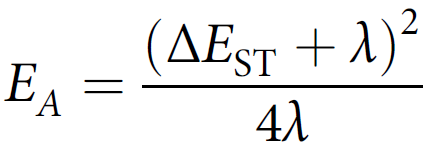 E_A = (ΔE_ST + λ)² / 4λ